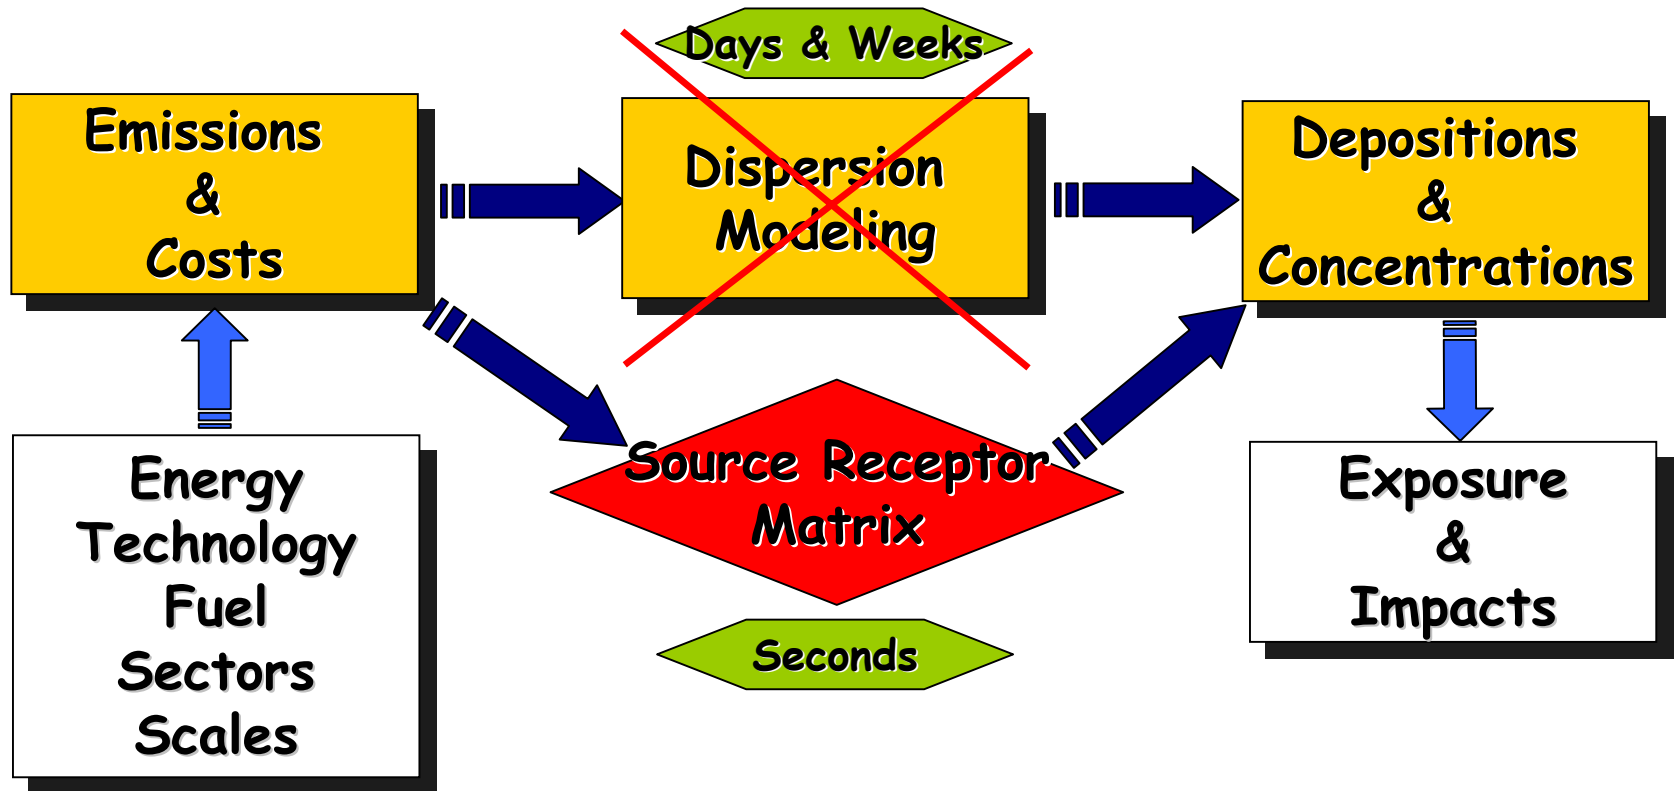 Days & Weeks
Emissions
&
Costs
Dispersion
Modeling
Depositions
&
Concentrations
Energy
Technology
Fuel
Sectors
Scales
Source Receptor
Matrix
Seconds
Exposure
&
Impacts